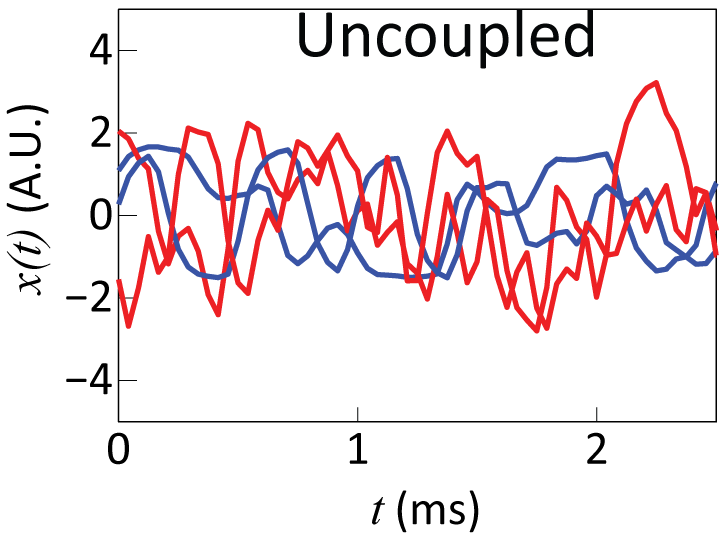 Uncoupled
4
2
0
−2
−4
x(t) (A.U.)
0 1 2
t (ms)